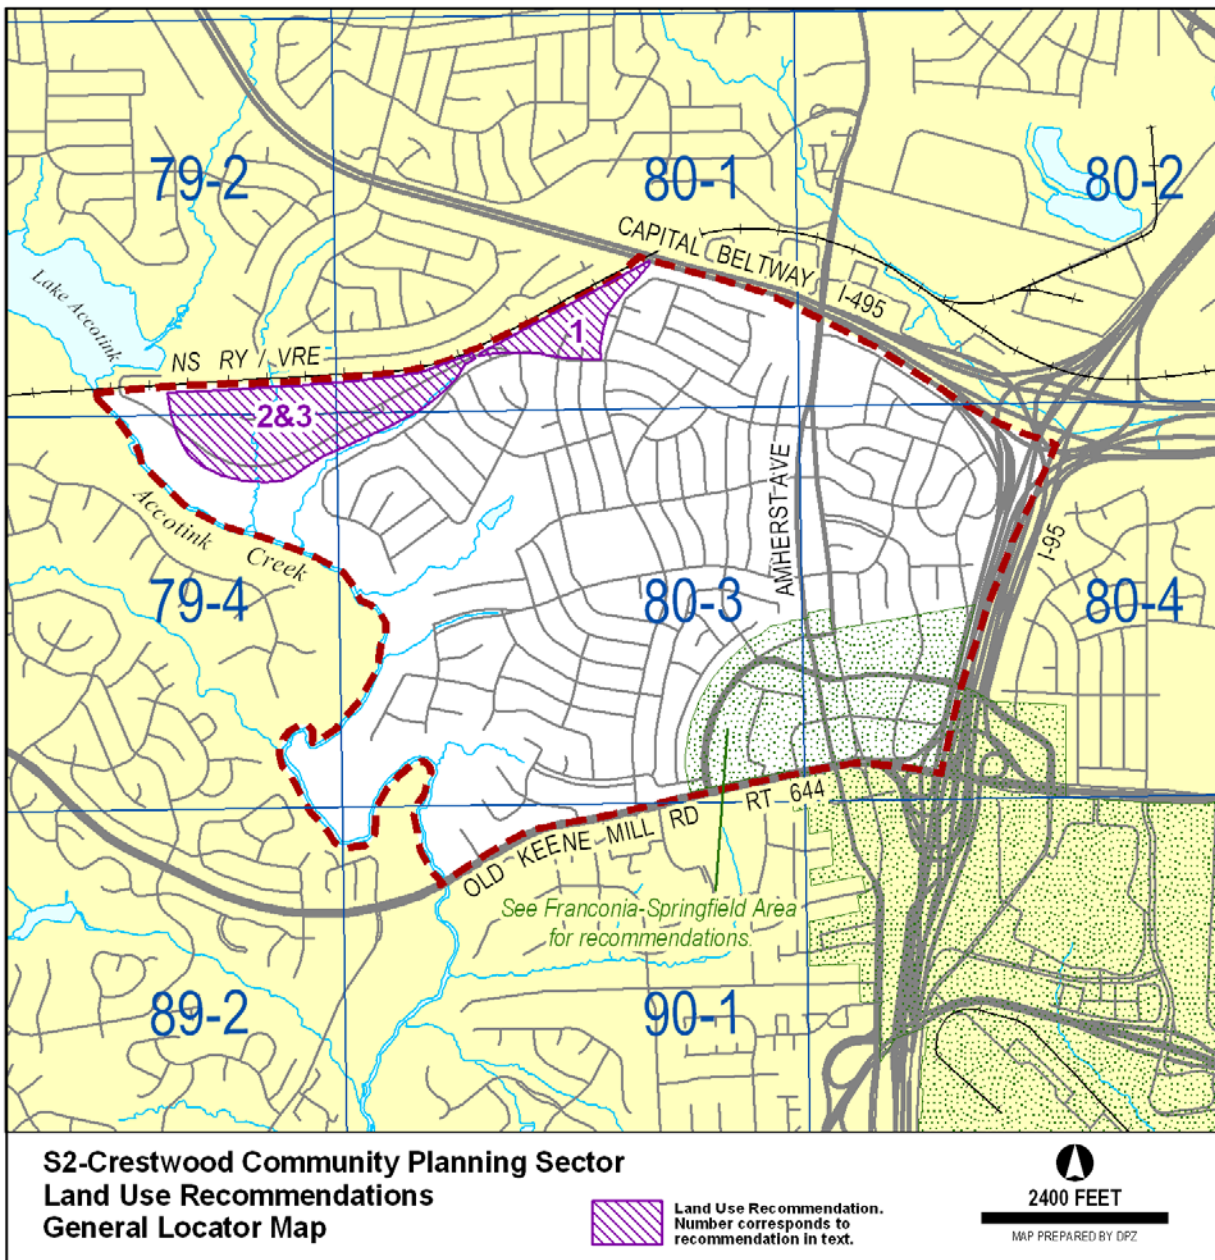 79-2
80-1
80-2
CAPITAL BELTWAY I-495
Lake Accotink
NS RY / VRE
1
2&3
Accotink Creek
AMHERST AVE
I-95
79-4
80-3
80-4
OLD KEENE MILL RD RT 644
See Franconia-Springfield Area
for recommendations.
89-2
90-1
S2-Crestwood Community Planning Sector
Land Use Recommendations
General Locator Map
Land Use Recommendation.
Number corresponds to
recommendation in text.
2400 FEET
MAP PREPARED BY DPZ